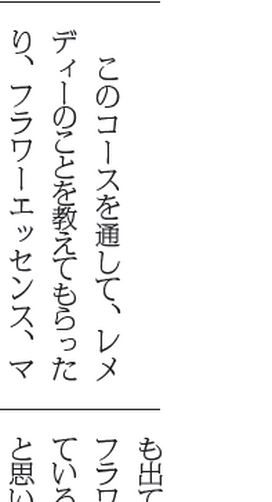 このコースを通して、レメ
ディーのことを教えてもらった
り、フラワーエッセンス、マ
も出て
フラワ
ている
と思い